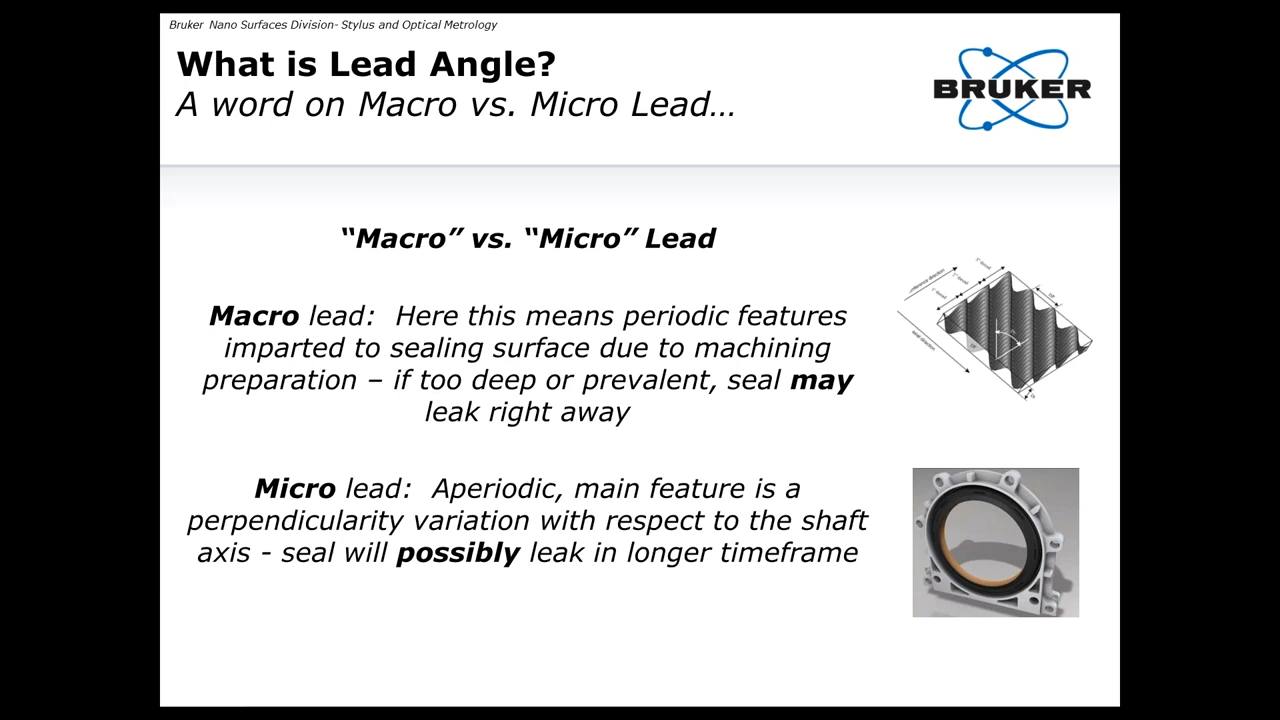 Bruker Nano Surfaces Division- Stylus and Optical Metrology
What is Lead Angle?
A word on Macro vs. Micro Lead…
BRUKER
“Macro” vs. “Micro” Lead
Macro lead: Here this means periodic features
imparted to sealing surface due to machining
preparation – if too deep or prevalent, seal may
leak right away
Micro lead: Aperiodic, main feature is a
perpendicularity variation with respect to the shaft
axis - seal will possibly leak in longer timeframe